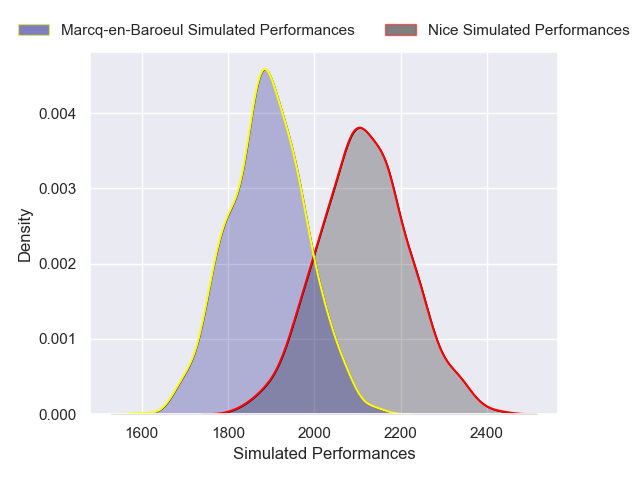 Marcq-en-Baroeul Simulated Performances
Nice Simulated Performances
Density
0.004
0.003
0.002
0.001
0.000
1600
1800
2000
2200
2400
Simulated Performances